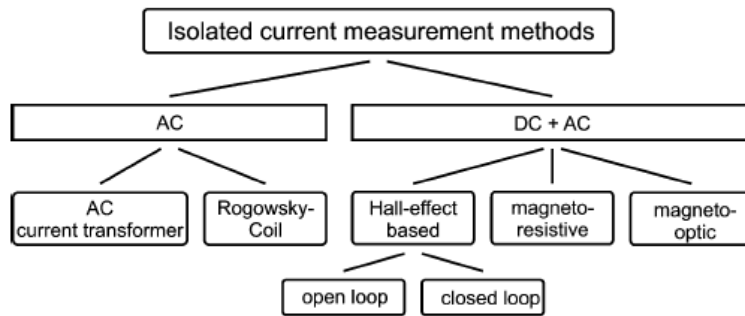 Isolated current measurement methods
AC
DC + AC
AC
current transformer
Rogowsky-
Coil
Hall-effect
based
magneto-
resistive
magneto-
optic
open loop
closed loop